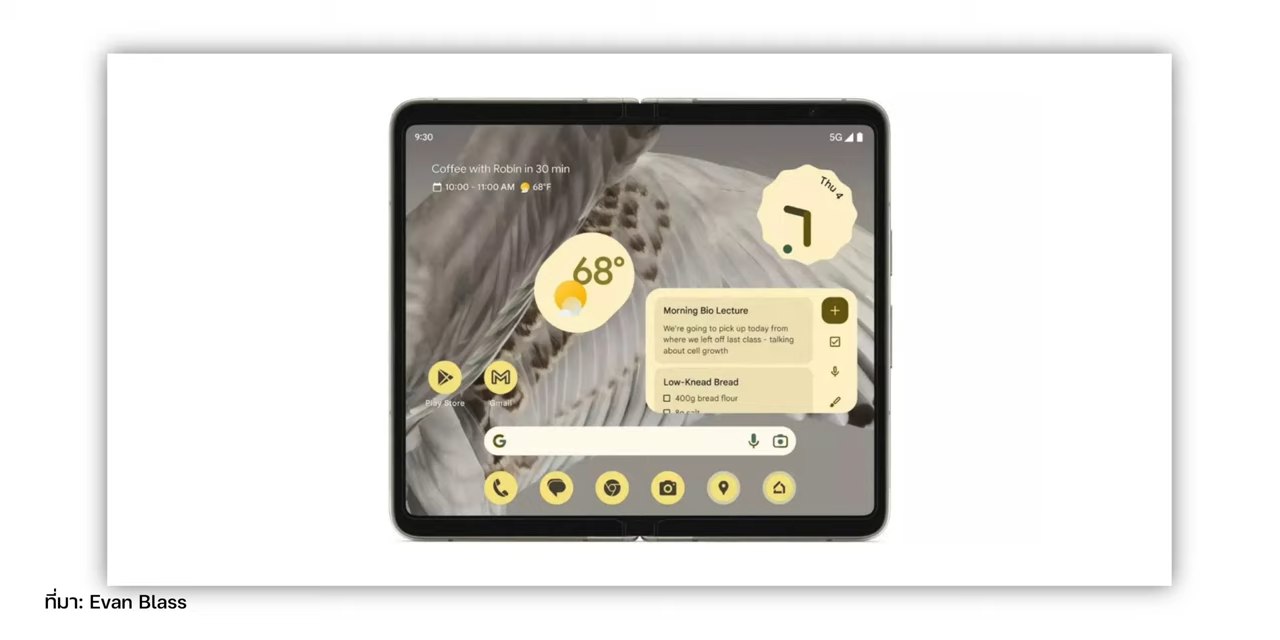 9:30
5G
Coffee with Robin in 30 min
10:00 - 11:00 AM 68°F
Thu 4
68°
Morning Bio Lecture
We're going to pick up today from
where we left off last class - talking
about cell growth
Low-Knead Bread
400g bread flour
8g salt
Play Store
Gmail
G
ที่มา: Evan Blass